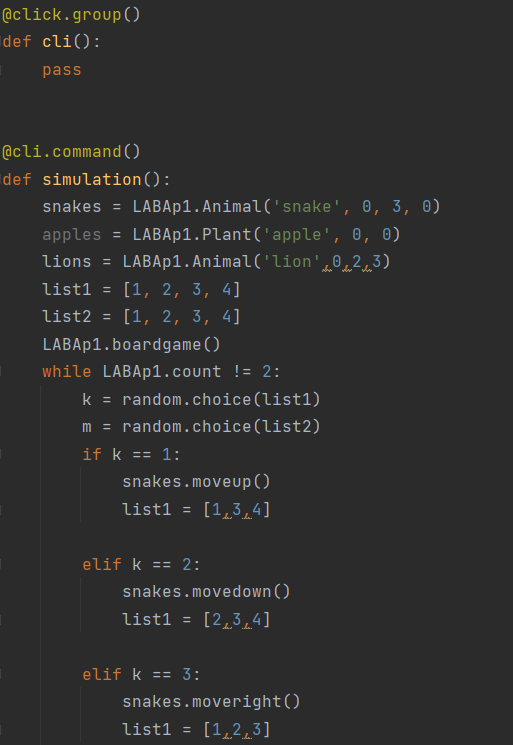 @click.group()
def cli():
    pass


@cli.command()
def simulation():
    snakes = LABAp1.Animal('snake', 0, 3, 0)
    apples = LABAp1.Plant('apple', 0, 0)
    lions = LABAp1.Animal('lion',0,2,3)
    list1 = [1, 2, 3, 4]
    list2 = [1, 2, 3, 4]
    LABAp1.boardgame()
    while LABAp1.count != 2:
        k = random.choice(list1)
        m = random.choice(list2)
        if k == 1:
            snakes.moveup()
            list1 = [1,3,4]

        elif k == 2:
            snakes.movedown()
            list1 = [2,3,4]

        elif k == 3:
            snakes.moveright()
            list1 = [1,2,3]